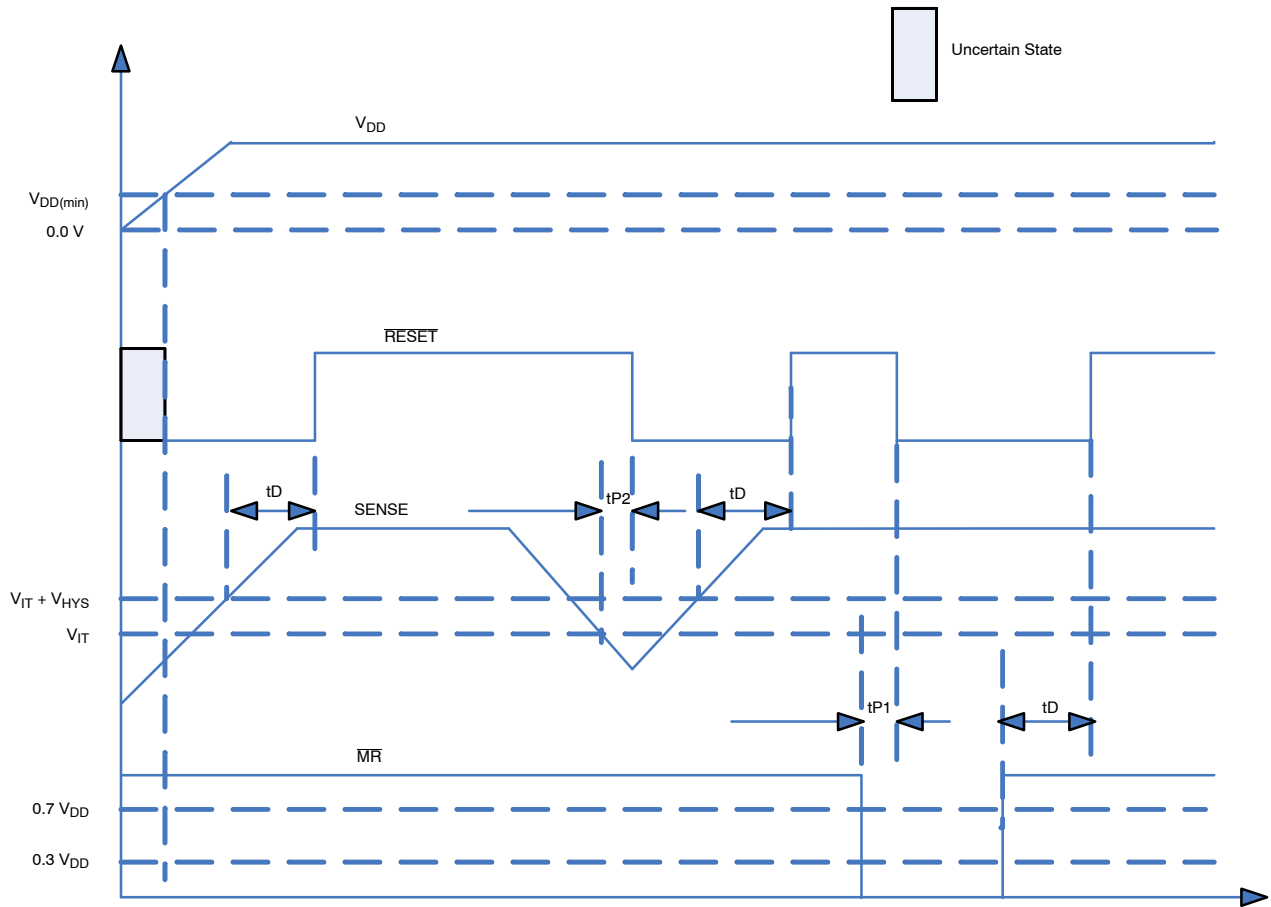 Uncertain State
VDD
VDD(min)
0.0 V
RESET
tD
SENSE
tP2
tD
VIT + VHYS
VIT
tP1
tD
MR
0.7 VDD
0.3 VDD